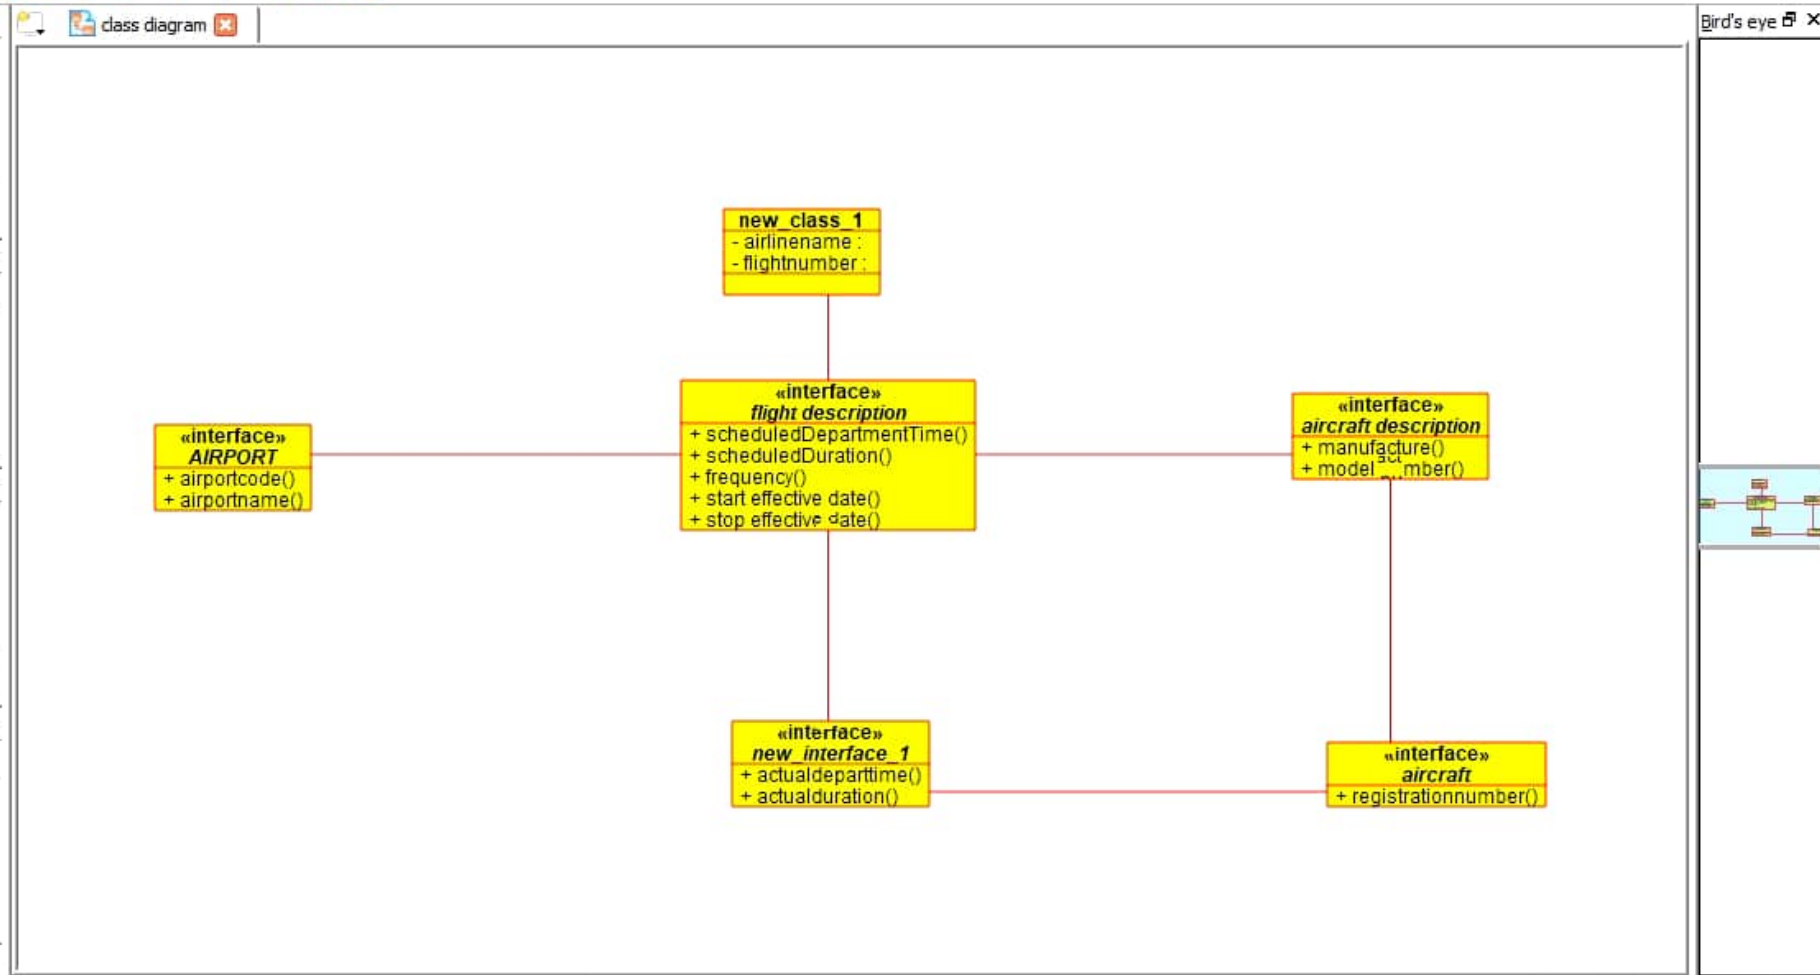 class diagram
Bird's eye
new_class_1
- airlinename :
- flightnumber :
«interface»
flight description
+ scheduledDepartmentTime()
+ scheduledDuration()
+ frequency()
+ start effective date()
+ stop effective date()
«interface»
AIRPORT
+ airportcode()
+ airportname()
«interface»
aircraft description
+ manufacture()
+ model
«interface»
new_interface_1
+ actualdeparttime()
+ actualduration()
«interface»
aircraft
+ registrationnumber()